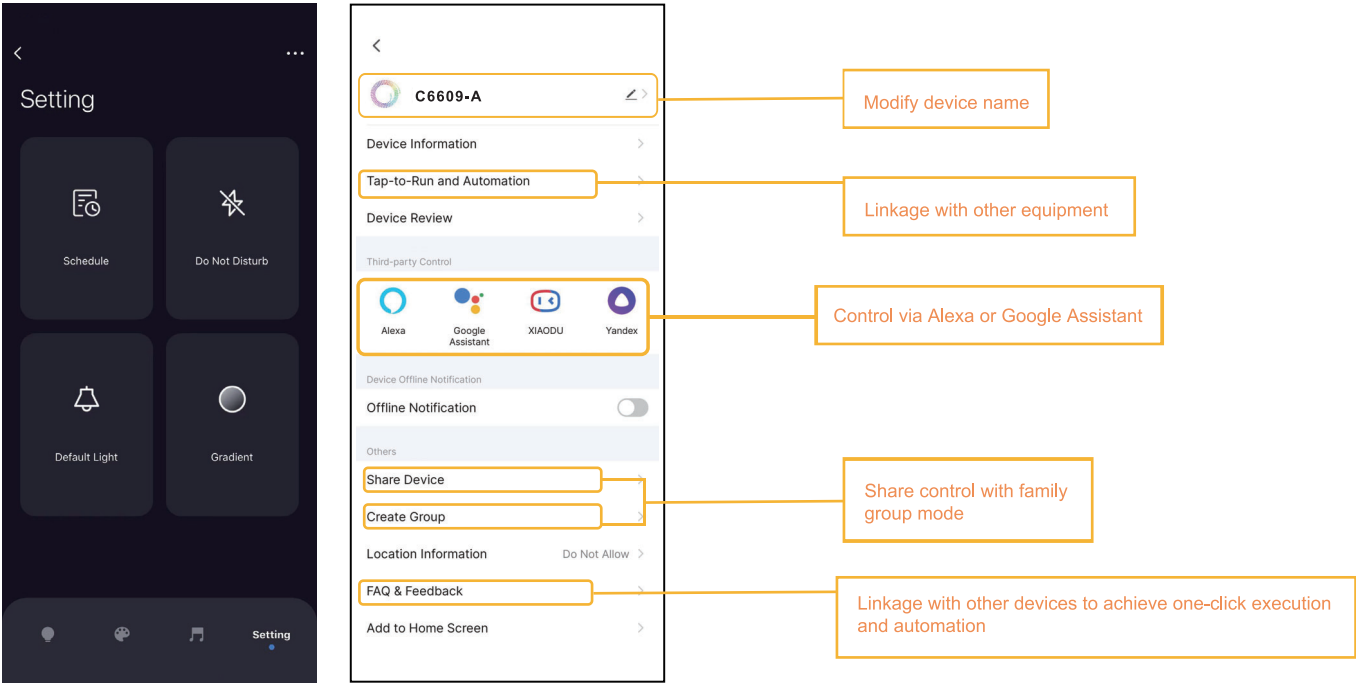 Setting
Schedule
Do Not Disturb
Default Light
Gradient
Setting
C6609-A
Device Information
Tap-to-Run and Automation
Device Review
Third-party Control
Alexa
Google
Assistant
XIAODU
Yandex
Device Offline Notification
Offline Notification
Others
Share Device
Create Group
Location Information
Do Not Allow
FAQ & Feedback
Add to Home Screen
Modify device name
Linkage with other equipment
Control via Alexa or Google Assistant
Share control with family
group mode
Linkage with other devices to achieve one-click execution
and automation